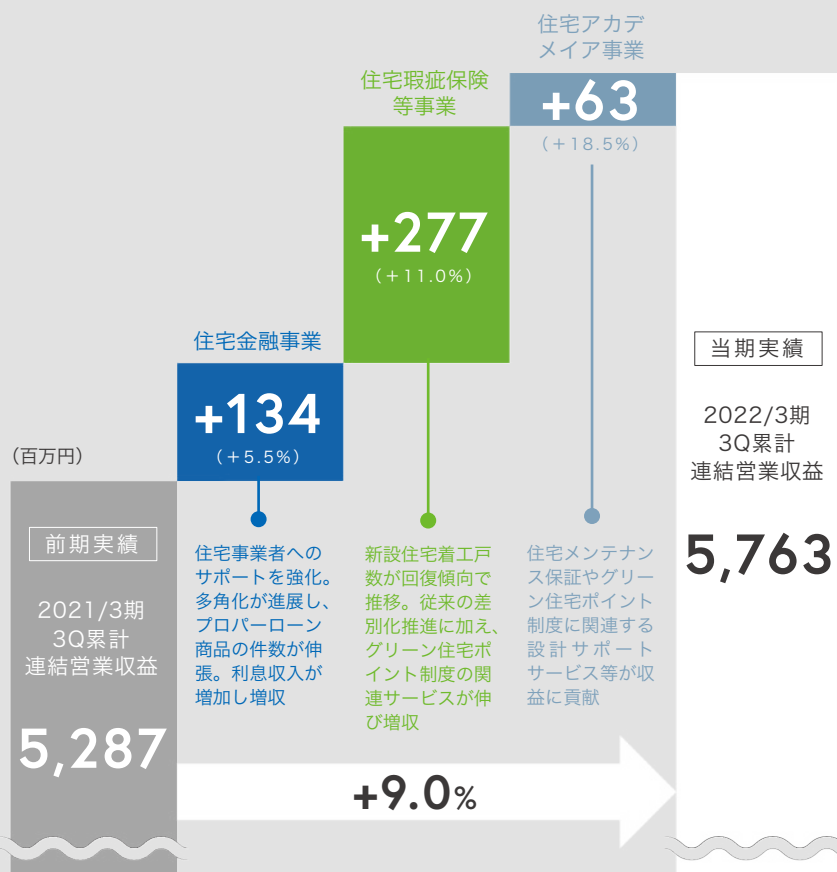 （百万円）
前期実績
2021/3期
3Q累計
連結営業収益
5,287
住宅金融事業
+134
（+5.5%）
住宅事業者への
サポートを強化。
多角化が進展し、
プロパーローン
商品の件数が伸
張。利息収入が
増加し増収
住宅瑕疵保険
等事業
+277
（+11.0%）
新設住宅着工戸
数が回復傾向で
推移。従来の差
別化推進に加え、
グリーン住宅ポ
イント制度の関
連サービスが伸
び増収
住宅アカデ
メイア事業
+63
（+18.5%）
住宅メンテナン
ス保証やグリー
ン住宅ポイント
制度に関連する
設計サポート
サービス等が収
益に貢献
当期実績
2022/3期
3Q累計
連結営業収益
5,763
+9.0%